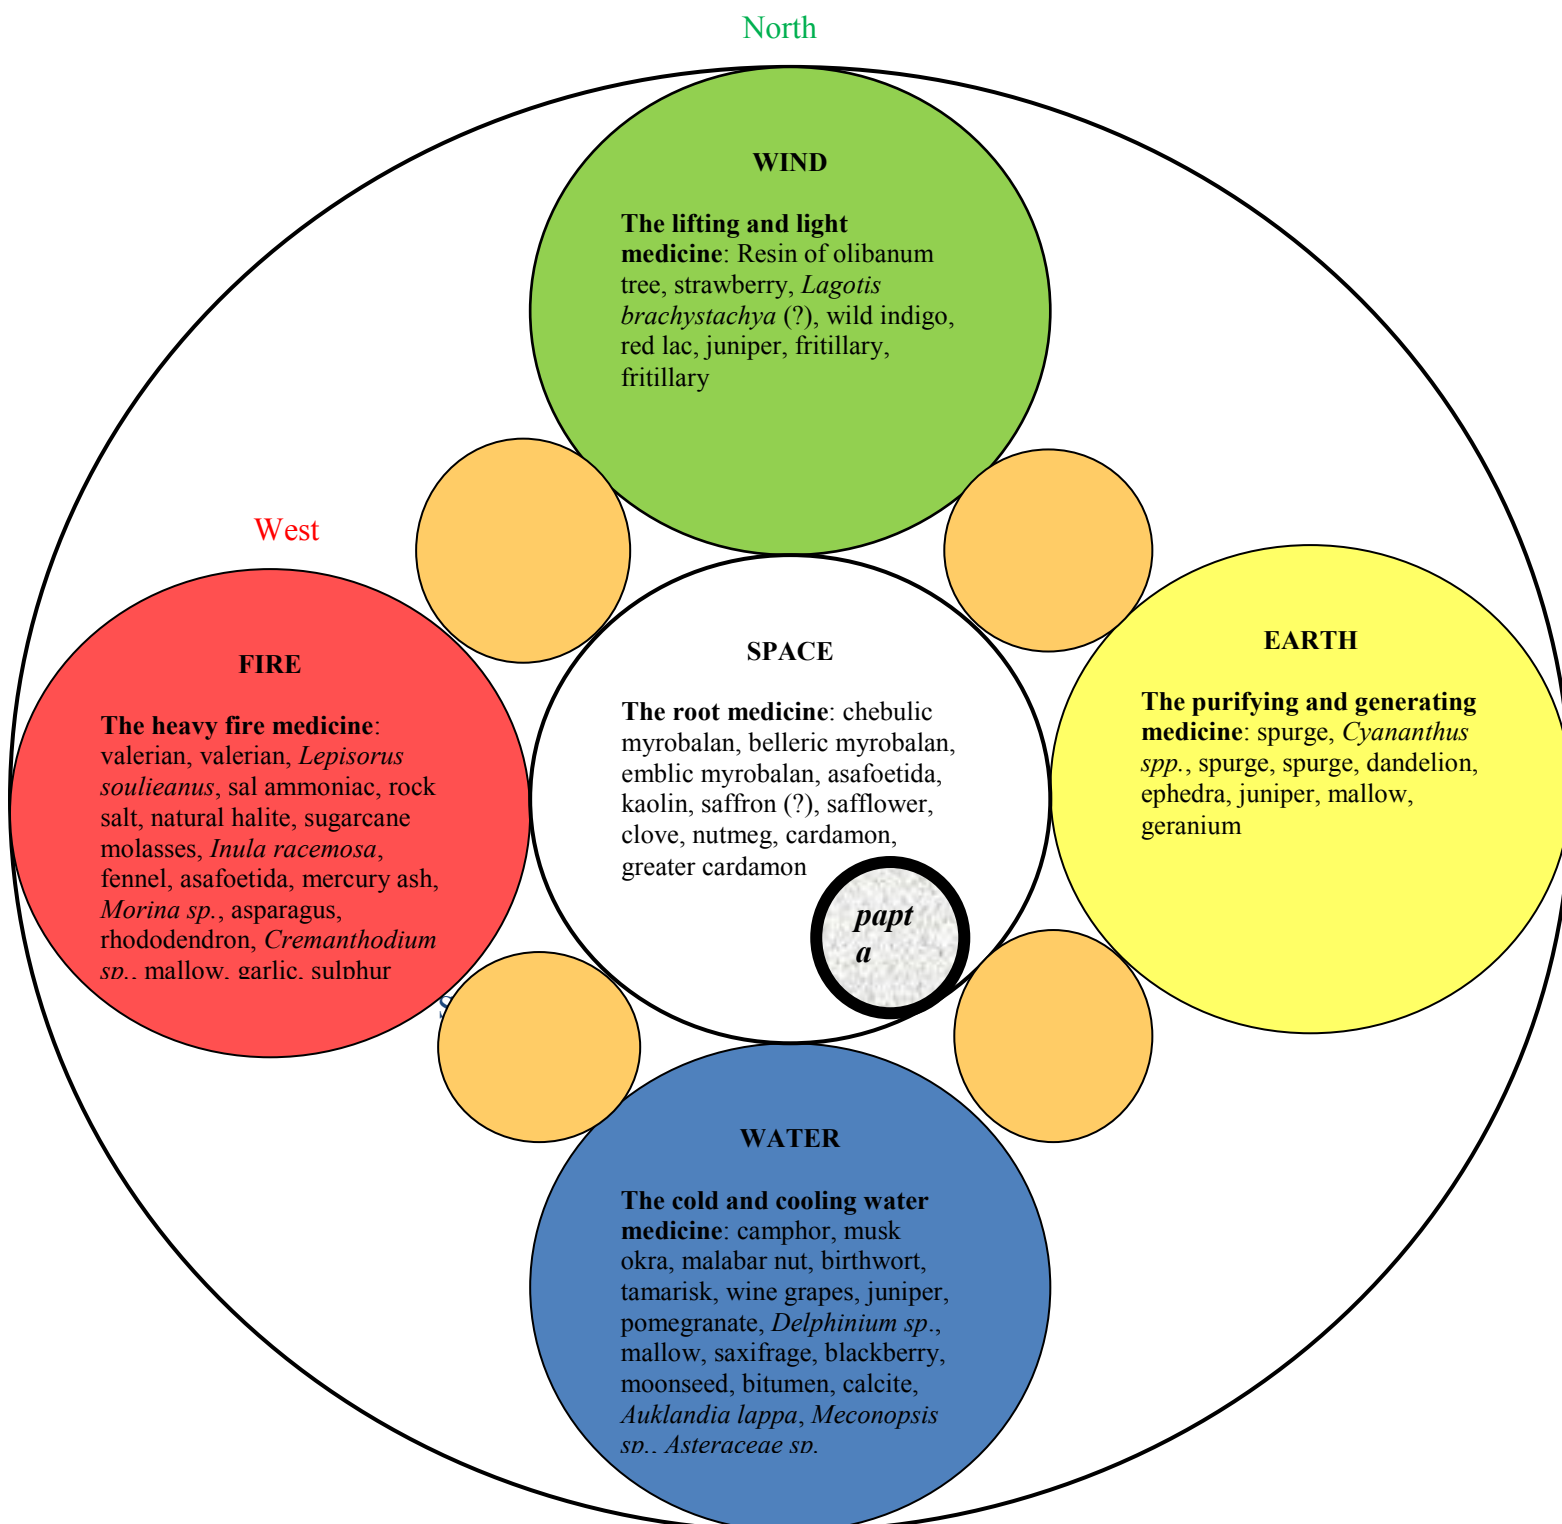 North
WIND
The lifting and light
medicine: Resin of olibanum
tree, strawberry, Lagotis
brachystachya (?), wild indigo,
red lac, juniper, fritillary,
fritillary
West
FIRE
The heavy fire medicine:
valerian, valerian, Lepisorus
soulieanus, sal ammoniac, rock
salt, natural halite, sugarcane
molasses, Inula racemosa,
fennel, asafoetida, mercury ash,
Morina sp., asparagus,
rhododendron, Cremanthodium
sp., mallow, garlic, sulphur
SPACE
The root medicine: chebulic
myrobalan, belleric myrobalan,
emblic myrobalan, asafoetida,
kaolin, saffron (?), safflower,
clove, nutmeg, cardamon,
greater cardamon
papt
a
EARTH
The purifying and generating
medicine: spurge, Cyananthus
spp., spurge, spurge, dandelion,
ephedra, juniper, mallow,
geranium
WATER
The cold and cooling water
medicine: camphor, musk
okra, malabar nut, birthwort,
tamarisk, wine grapes, juniper,
pomegranate, Delphinium sp.,
mallow, saxifrage, blackberry,
moonseed, bitumen, calcite,
Auklandia lappa, Meconopsis
sp., Asteraceae sp.